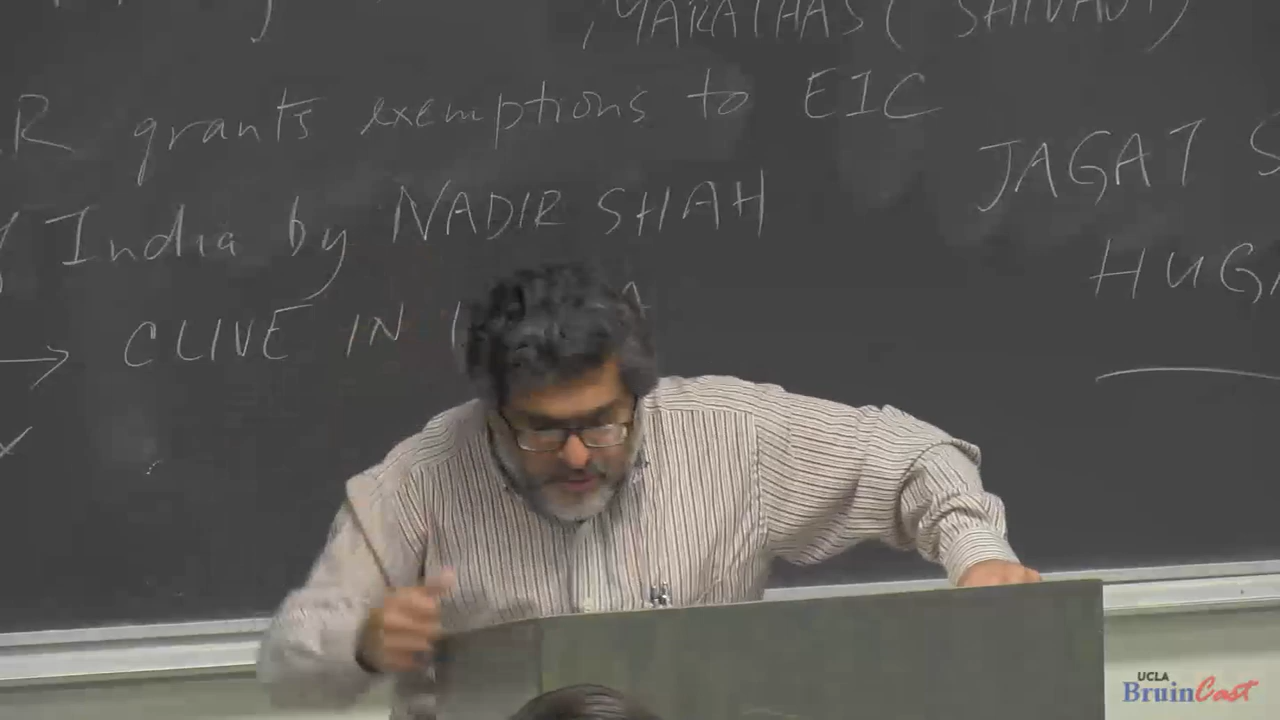 MARATHAS (SHIVAJI)
R grants exemptions to EIC
JAGAT S
India by NADIR SHAH
HUG
CLIVE IN
UCLA
BruinCast